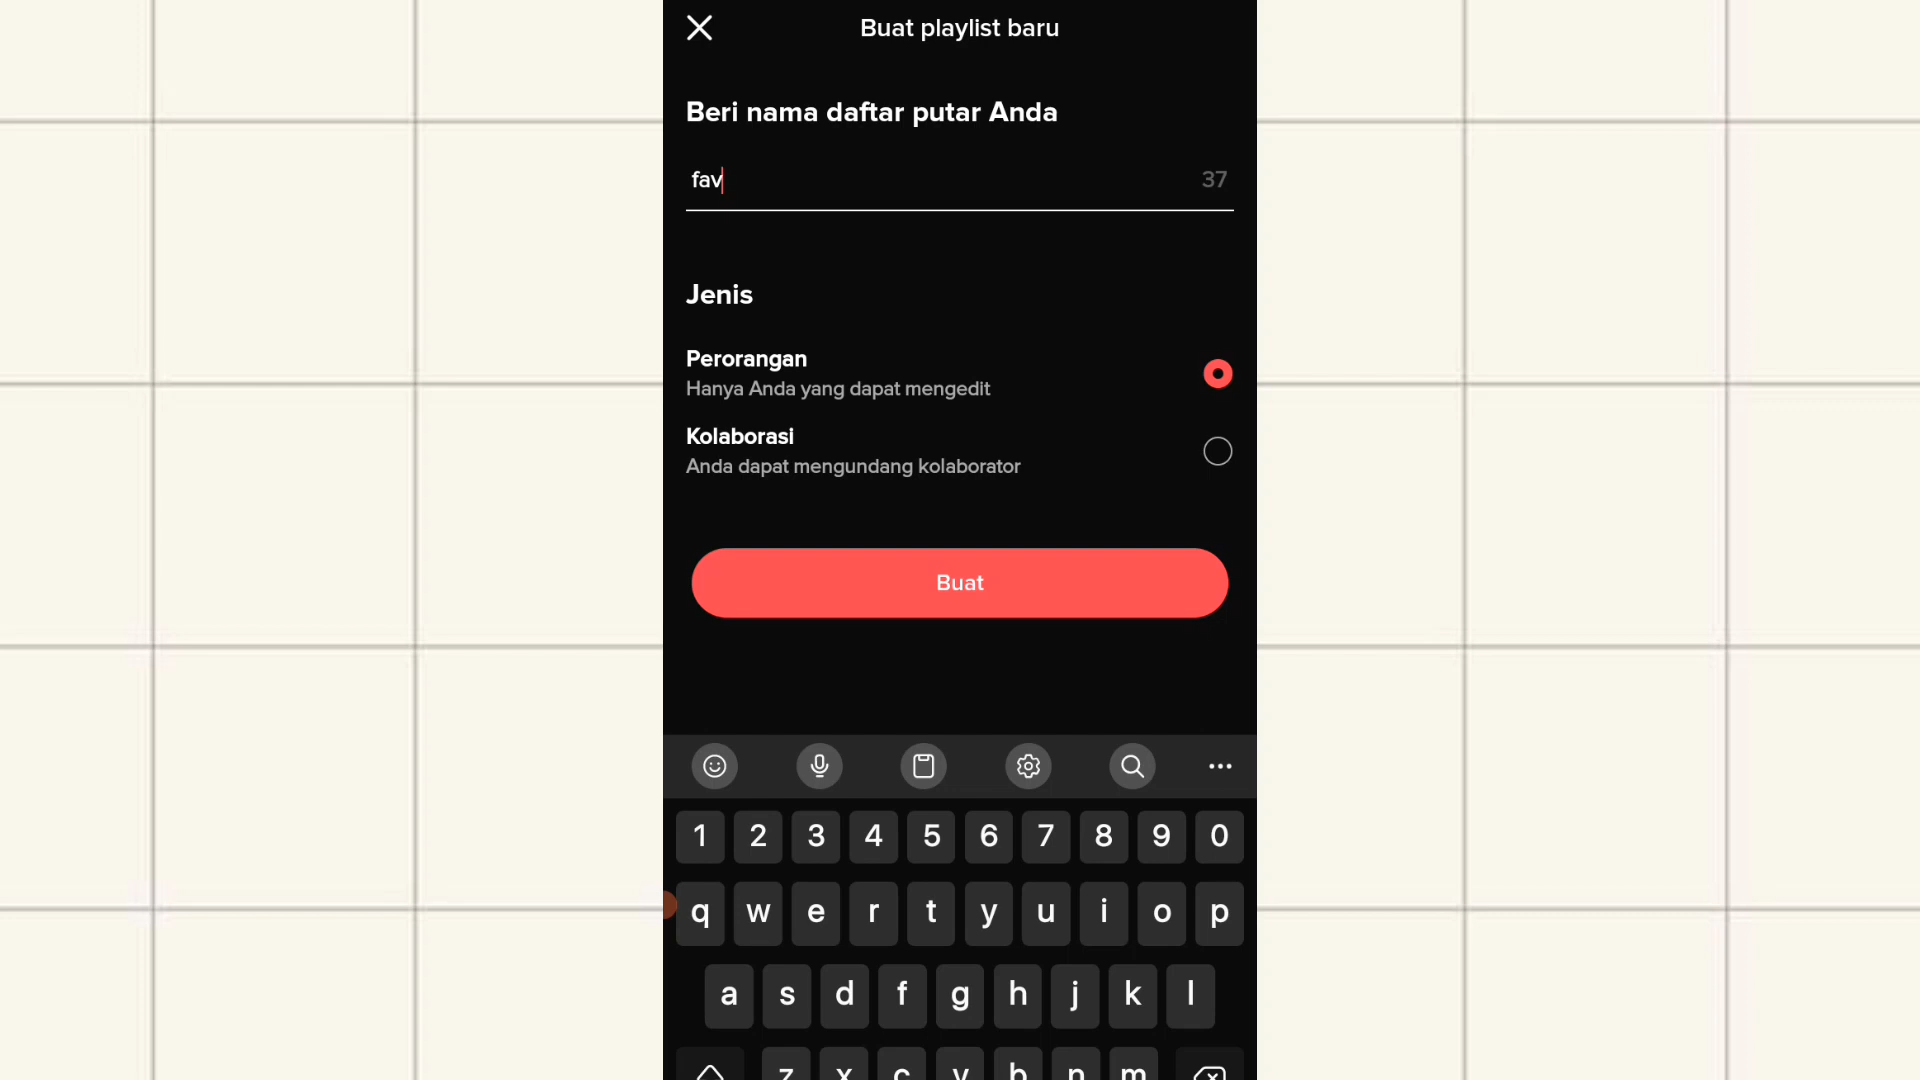 Buat playlist baru
Beri nama daftar putar Anda
fav 37
Jenis
Perorangan
Hanya Anda yang dapat mengedit
Kolaborasi
Anda dapat mengundang kolaborator
Buat
1 2 3 4 5 6 7 8 9 0
q w e r t y u i o p
a s d f g h j k l
z x c v b n m